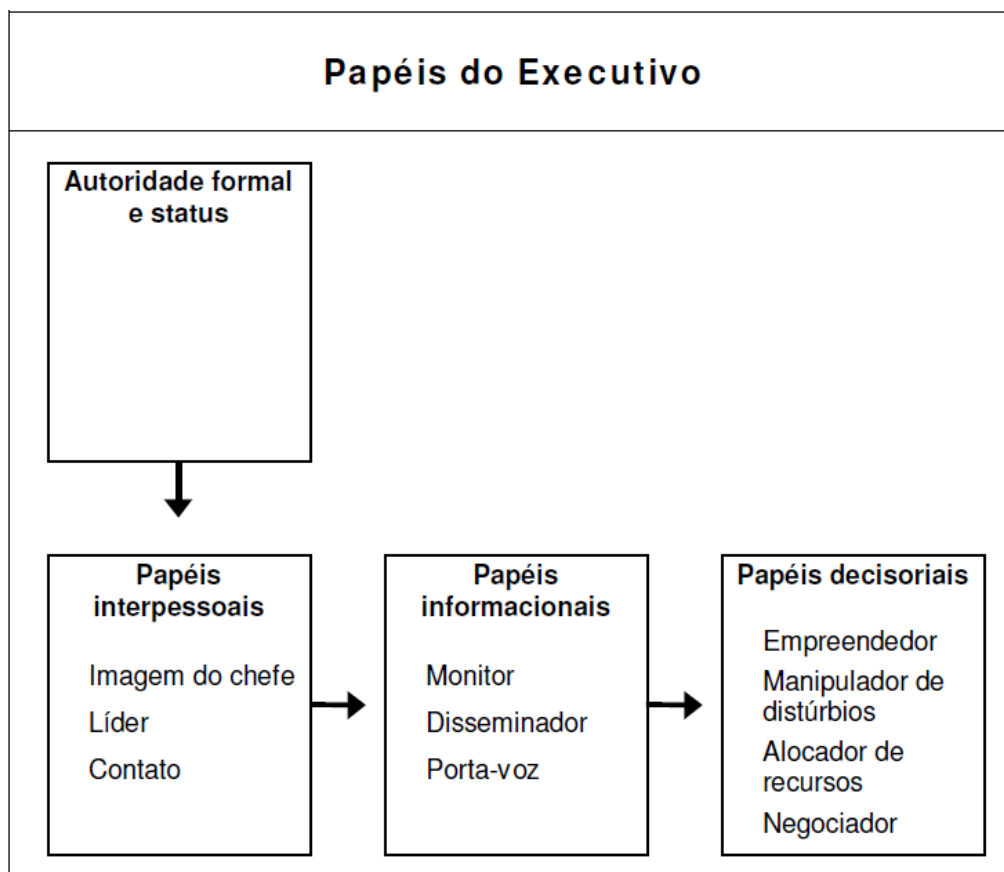 Papéis do Executivo
Autoridade formal
e status
Papéis
interpessoais
Imagem do chefe
Líder
Contato
Papéis
informacionais
Monitor
Disseminador
Porta-voz
Papéis decisoriais
Empreendedor
Manipulador de
distúrbios
Alocador de
recursos
Negociador